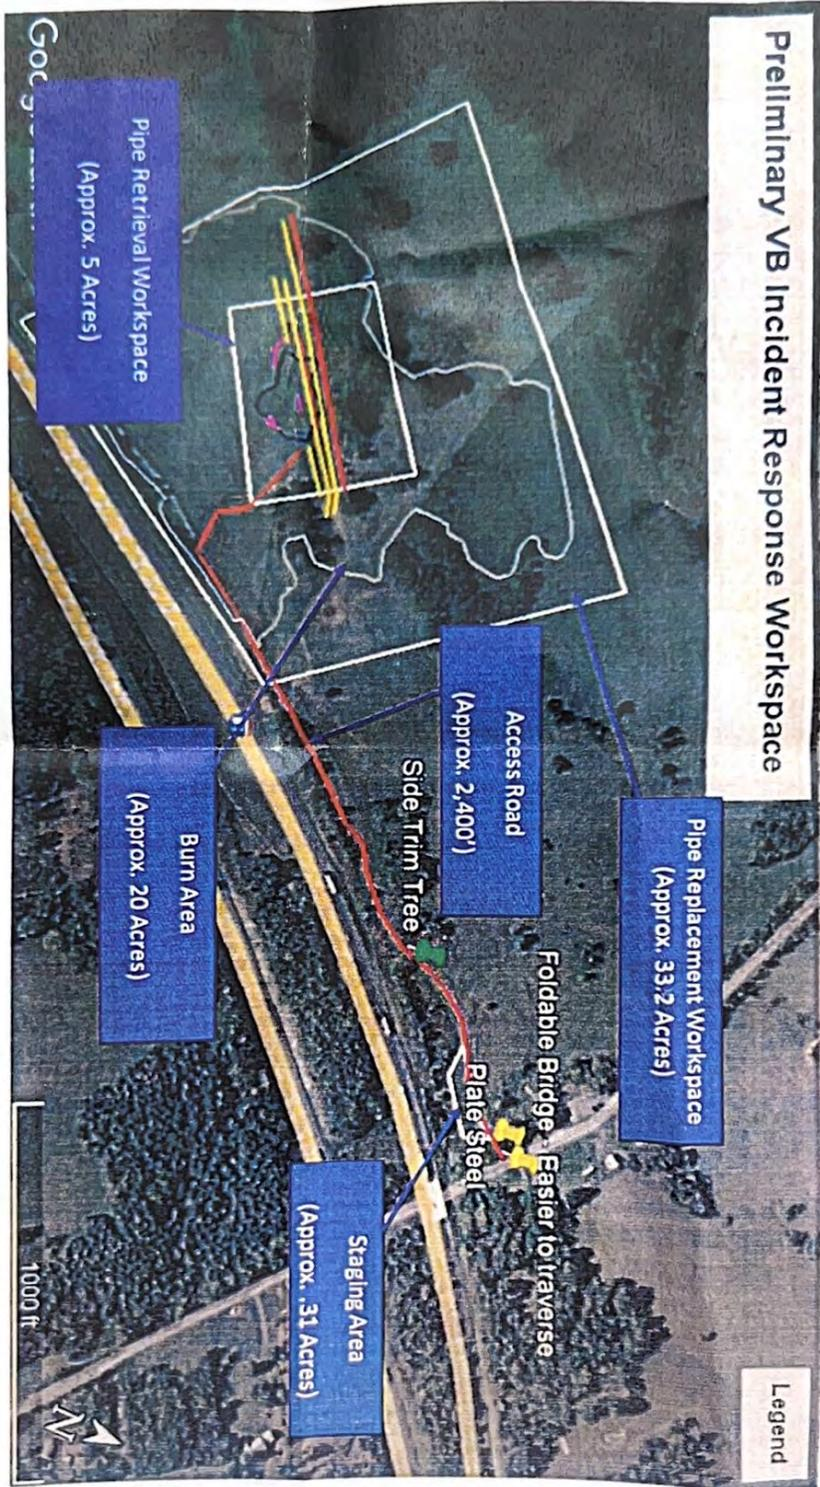 Preliminary VB Incident Response Workspace
Legend
Pipe Replacement Workspace
(Approx. 33.2 Acres)
Foldable Bridge - Easier to traverse
Access Road
(Approx. 2,400')
Side Trim Tree
Plate Steel
Staging Area
(Approx. .31 Acres)
Burn Area
(Approx. 20 Acres)
Pipe Retrieval Workspace
(Approx. 5 Acres)
1000 ft
N